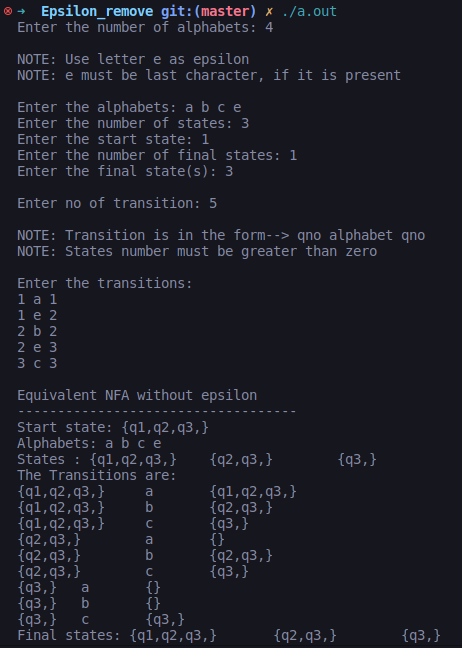 ⊗ → Epsilon_remove git:(master) ✗ ./a.out
Enter the number of alphabets: 4
NOTE: Use letter e as epsilon
NOTE: e must be last character, if it is present
Enter the alphabets: a b c e
Enter the number of states: 3
Enter the start state: 1
Enter the number of final states: 1
Enter the final state(s): 3
Enter no of transition: 5
NOTE: Transition is in the form--> qno alphabet qno
NOTE: States number must be greater than zero
Enter the transitions:
1 a 1
1 e 2
2 b 2
2 e 3
3 c 3
Equivalent NFA without epsilon
-----------------------------------
Start state: {q1,q2,q3,}
Alphabets: a b c e
States : {q1,q2,q3,} {q2,q3,} {q3,}
The Transitions are:
{q1,q2,q3,} a {q1,q2,q3,}
{q1,q2,q3,} b {q2,q3,}
{q1,q2,q3,} c {q3,}
{q2,q3,} a {}
{q2,q3,} b {q2,q3,}
{q2,q3,} c {q3,}
{q3,} a {}
{q3,} b {}
{q3,} c {q3,}
Final states: {q1,q2,q3,} {q2,q3,} {q3,}